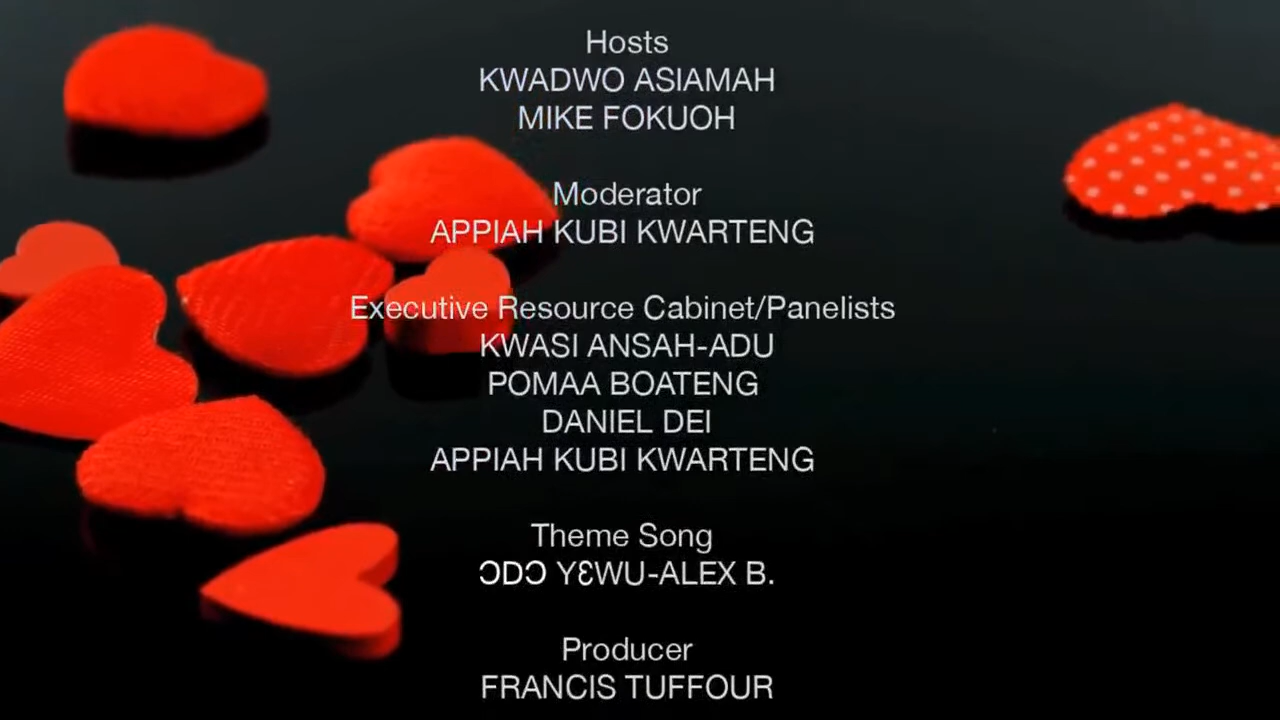 Hosts
KWADWO ASIAMAH
MIKE FOKUOH
Moderator
APPIAH KUBI KWARTENG
Executive Resource Cabinet/Panelists
KWASI ANSAH-ADU
POMAA BOATENG
DANIEL DEI
APPIAH KUBI KWARTENG
Theme Song
ƆDƆ YƐWU-ALEX B.
Producer
FRANCIS TUFFOUR